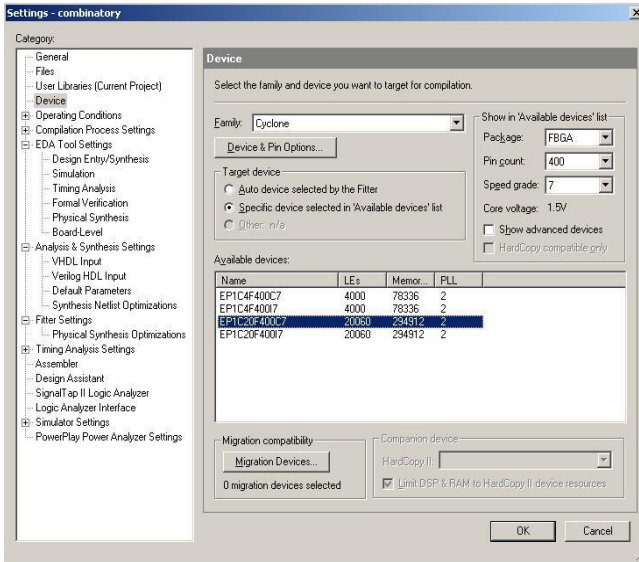 Settings - combinatory
Category:
General
Files
User Libraries (Current Project)
Device
Operating Conditions
Compilation Process Settings
EDA Tool Settings
Design Entry/Synthesis
Simulation
Timing Analysis
Formal Verification
Physical Synthesis
Board-Level
Analysis & Synthesis Settings
VHDL Input
Verilog HDL Input
Default Parameters
Synthesis Netlist Optimizations
Fitter Settings
Physical Synthesis Optimizations
Timing Analysis Settings
Assembler
Design Assistant
SignalTap II Logic Analyzer
Logic Analyzer Interface
Simulator Settings
PowerPlay Power Analyzer Settings
Device
Select the family and device you want to target for compilation.
Family: Cyclone
Device & Pin Options...
Target device
Auto device selected by the Fitter
Specific device selected in 'Available devices' list
Other: n/a
Show in 'Available devices' list
Package: FBGA
Pin count: 400
Speed grade: 7
Core voltage: 1.5V
Show advanced devices
HardCopy compatible only
Available devices:
Name LEs Memor... PLL
EP1C4F400C7 4000 78336 2
EP1C4F400I7 4000 78336 2
EP1C20F400C7 20060 294912 2
EP1C20F400I7 20060 294912 2
Migration compatibility
Migration Devices...
0 migration devices selected
Companion device
HardCopy II:
Limit DSP & RAM to HardCopy II device resources
OK Cancel